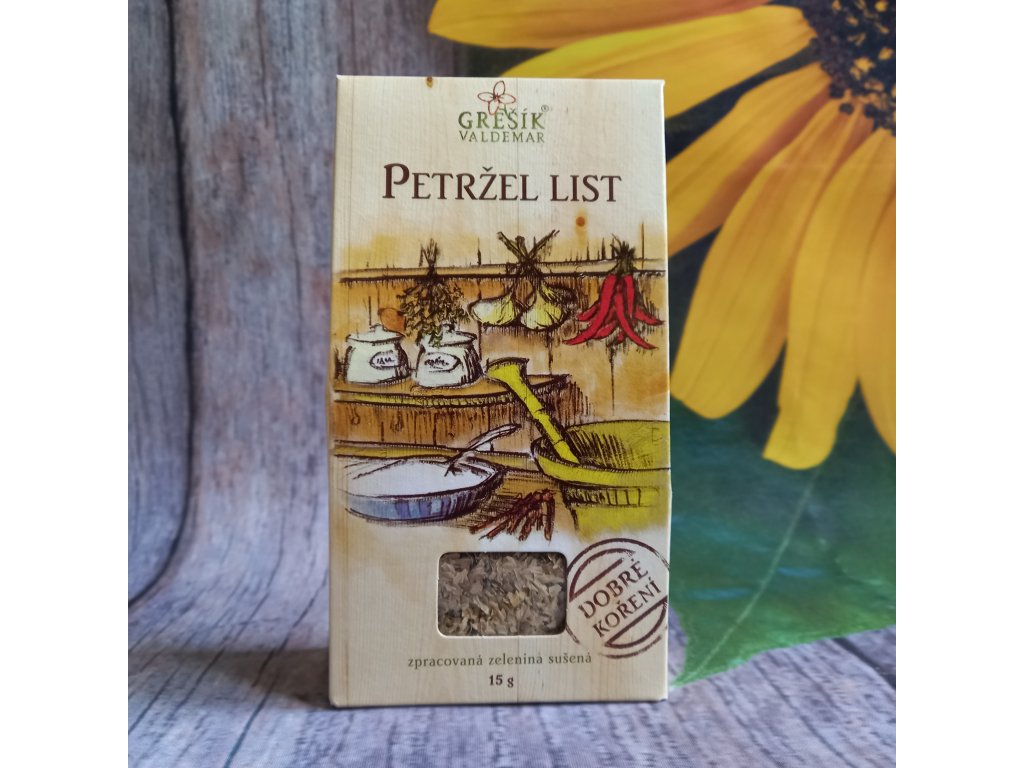 GREŠÍK®
VALDEMAR
PETRŽEL LIST
DOBRÉ
KOŘENÍ
zpracovaná zelenina sušená
15 g